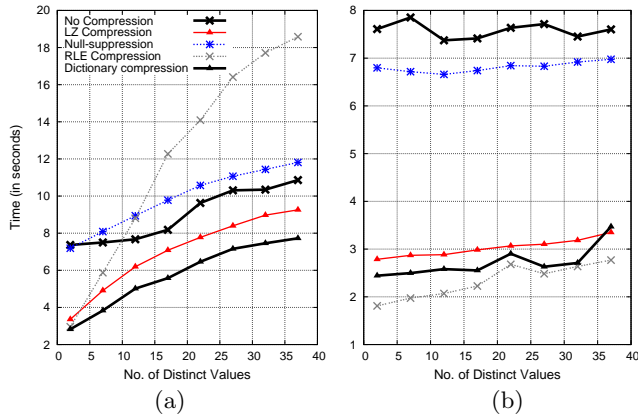 No Compression
LZ Compression
Null-suppression
RLE Compression
Dictionary compression
Time (in seconds)
20
18
16
14
12
10
8
6
4
2
0 5 10 15 20 25 30 35 40
No. of Distinct Values
(a)
8
7
6
5
4
3
2
1
0 5 10 15 20 25 30 35 40
No. of Distinct Values
(b)